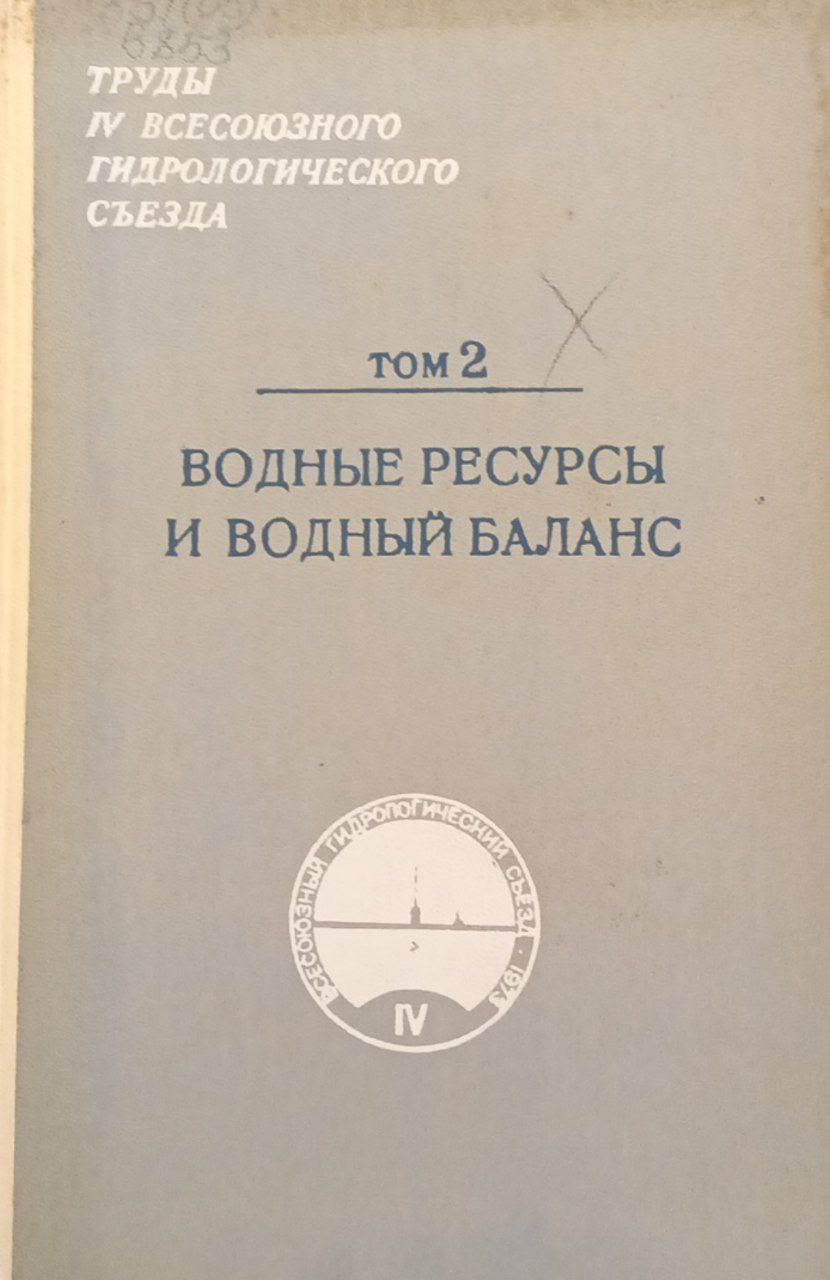 ТРУДЫ
IV ВСЕСОЮЗНОГО
ГИДРОЛОГИЧЕСКОГО
СЪЕЗДА
ТОМ 2
ВОДНЫЕ РЕСУРСЫ
И ВОДНЫЙ БАЛАНС
ВСЕСОЮЗНЫЙ ГИДРОЛОГИЧЕСКИЙ СЪЕЗД · 1973
IV